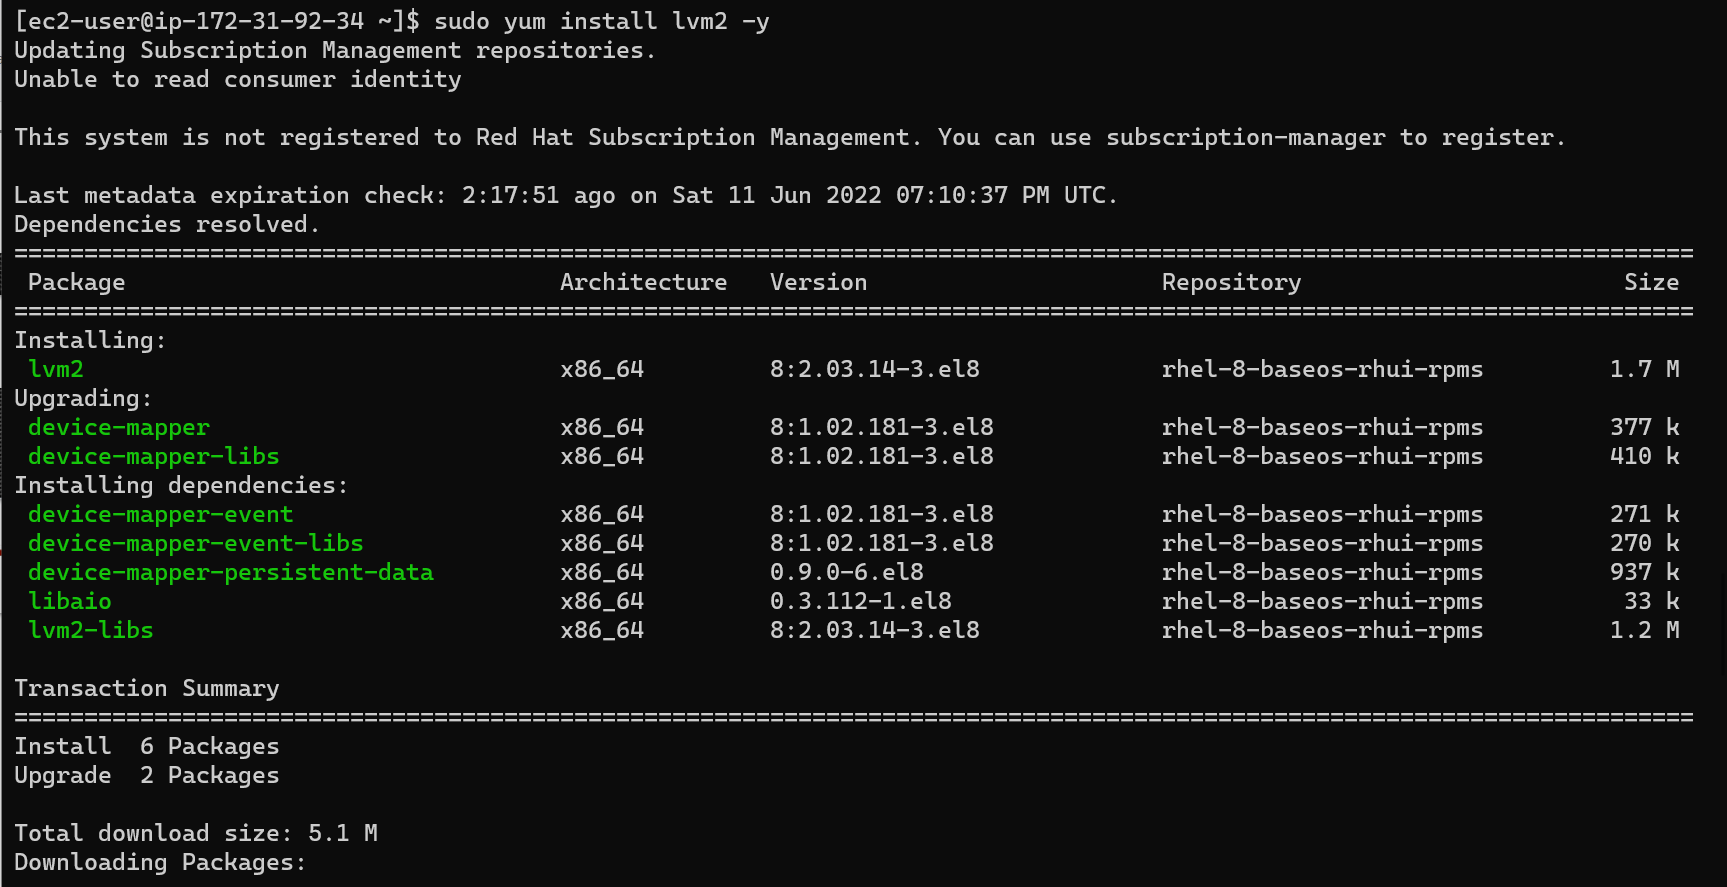 [ec2-user@ip-172-31-92-34 ~]$ sudo yum install lvm2 -y
Updating Subscription Management repositories.
Unable to read consumer identity

This system is not registered to Red Hat Subscription Management. You can use subscription-manager to register.

Last metadata expiration check: 2:17:51 ago on Sat 11 Jun 2022 07:10:37 PM UTC.
Dependencies resolved.
========================================================================================================================
 Package                               Architecture   Version                     Repository                       Size
========================================================================================================================
Installing:
 lvm2                                  x86_64         8:2.03.14-3.el8             rhel-8-baseos-rhui-rpms         1.7 M
Upgrading:
 device-mapper                         x86_64         8:1.02.181-3.el8            rhel-8-baseos-rhui-rpms         377 k
 device-mapper-libs                    x86_64         8:1.02.181-3.el8            rhel-8-baseos-rhui-rpms         410 k
Installing dependencies:
 device-mapper-event                   x86_64         8:1.02.181-3.el8            rhel-8-baseos-rhui-rpms         271 k
 device-mapper-event-libs              x86_64         8:1.02.181-3.el8            rhel-8-baseos-rhui-rpms         270 k
 device-mapper-persistent-data         x86_64         0.9.0-6.el8                 rhel-8-baseos-rhui-rpms         937 k
 libaio                                x86_64         0.3.112-1.el8               rhel-8-baseos-rhui-rpms          33 k
 lvm2-libs                             x86_64         8:2.03.14-3.el8             rhel-8-baseos-rhui-rpms         1.2 M

Transaction Summary
========================================================================================================================
Install  6 Packages
Upgrade  2 Packages

Total download size: 5.1 M
Downloading Packages: